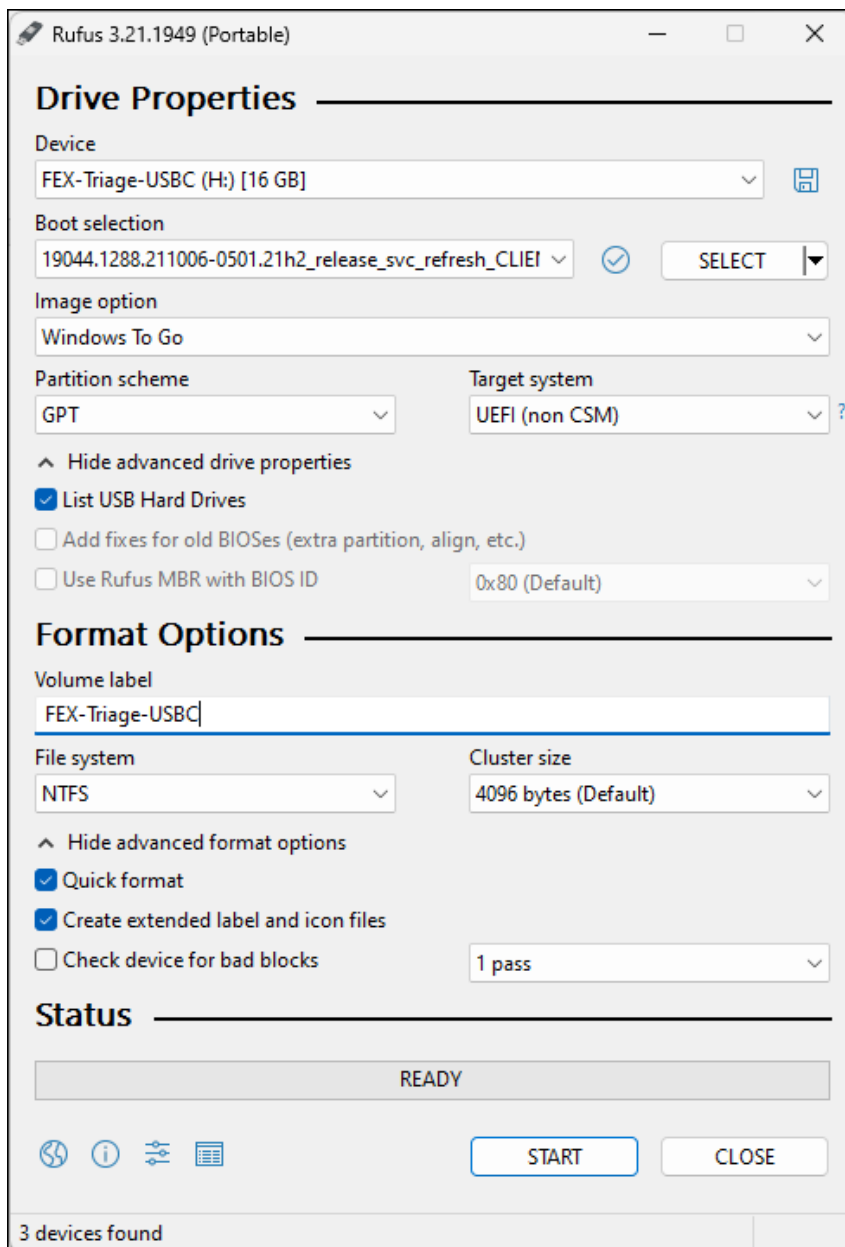 Rufus 3.21.1949 (Portable)
Drive Properties
Device
FEX-Triage-USBC (H:) [16 GB]
Boot selection
19044.1288.211006-0501.21h2_release_svc_refresh_CLIEN
SELECT
Image option
Windows To Go
Partition scheme
Target system
GPT
UEFI (non CSM)
?
Hide advanced drive properties
List USB Hard Drives
Add fixes for old BIOSes (extra partition, align, etc.)
Use Rufus MBR with BIOS ID
0x80 (Default)
Format Options
Volume label
FEX-Triage-USBC
File system
Cluster size
NTFS
4096 bytes (Default)
Hide advanced format options
Quick format
Create extended label and icon files
Check device for bad blocks
1 pass
Status
READY
START
CLOSE
3 devices found